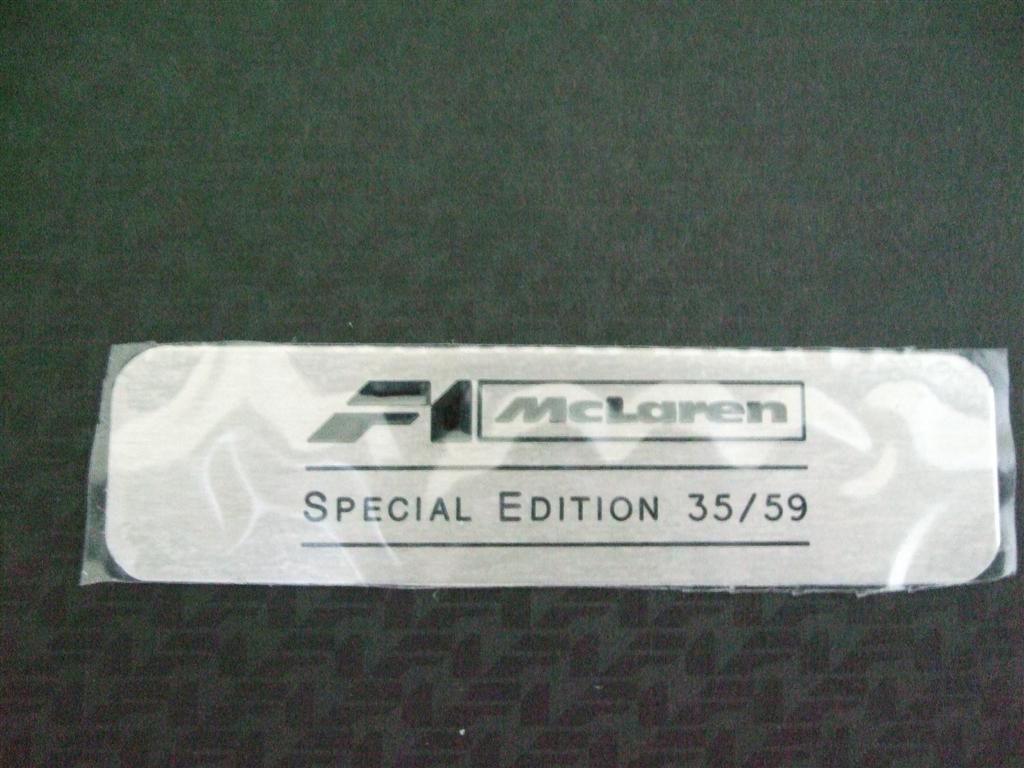 F1 McLaren
SPECIAL EDITION 35/59